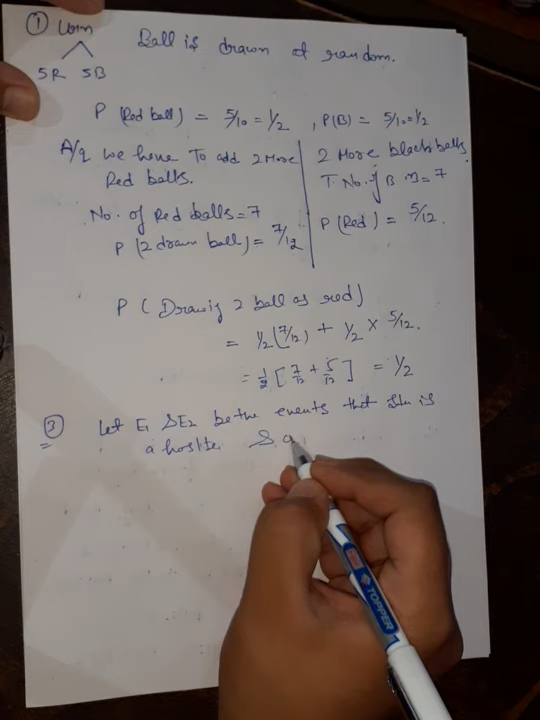 ① Urn Ball is drawn at random.
5R 5B
P (Red ball) = 5/10 = 1/2 , P(B) = 5/10 = 1/2
A/q we have To add 2 More
Red balls.
No. of Red balls = 7
P (2 drawn ball) = 7/12
2 More black balls
T. No. of B = 7
P (Red) = 5/12.
P ( Drawing 2 ball as red)
= 1/2 (7/12) + 1/2 × 5/12.
= 1/2 [ 7/12 + 5/12 ] = 1/2
③ Let E1 & E2 be the events that Stu is
a hostle & a
TOPPER